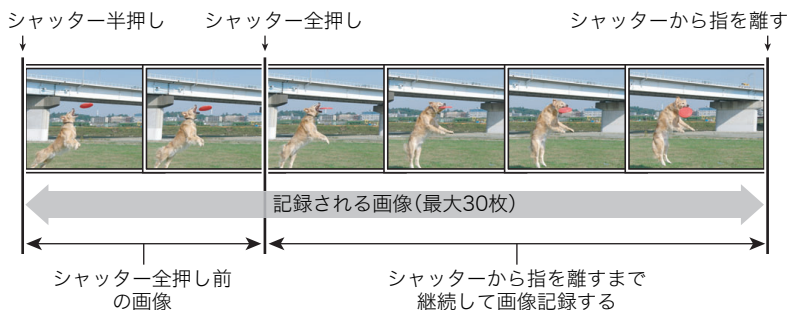 シャッター半押し
シャッター全押し
シャッターから指を離す
記録される画像（最大30枚）
シャッター全押し前
の画像
シャッターから指を離すまで
継続して画像記録する